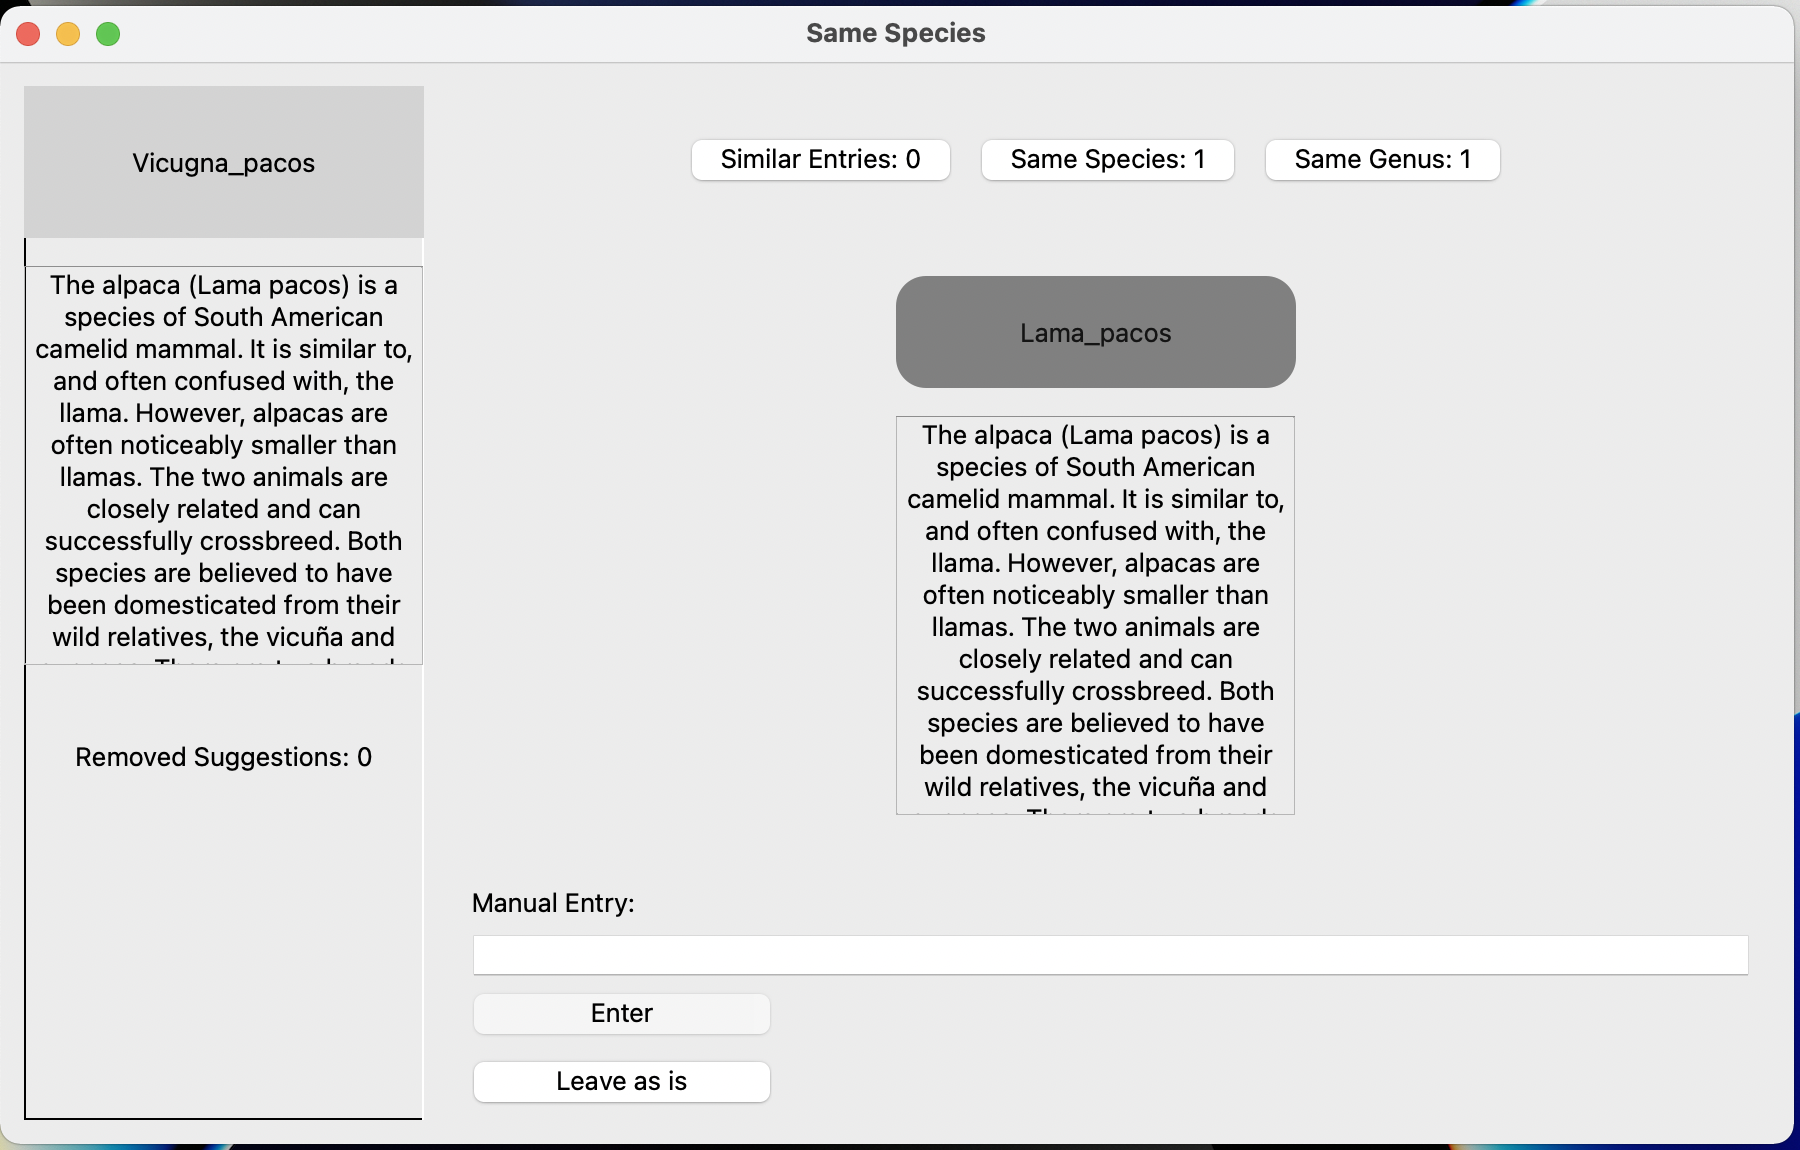 Same Species
Vicugna_pacos
The alpaca (Lama pacos) is a
species of South American
camelid mammal. It is similar to,
and often confused with, the
llama. However, alpacas are
often noticeably smaller than
llamas. The two animals are
closely related and can
successfully crossbreed. Both
species are believed to have
been domesticated from their
wild relatives, the vicuña and
Removed Suggestions: 0
Similar Entries: 0
Same Species: 1
Same Genus: 1
Lama_pacos
The alpaca (Lama pacos) is a
species of South American
camelid mammal. It is similar to,
and often confused with, the
llama. However, alpacas are
often noticeably smaller than
llamas. The two animals are
closely related and can
successfully crossbreed. Both
species are believed to have
been domesticated from their
wild relatives, the vicuña and
Manual Entry:
Enter
Leave as is